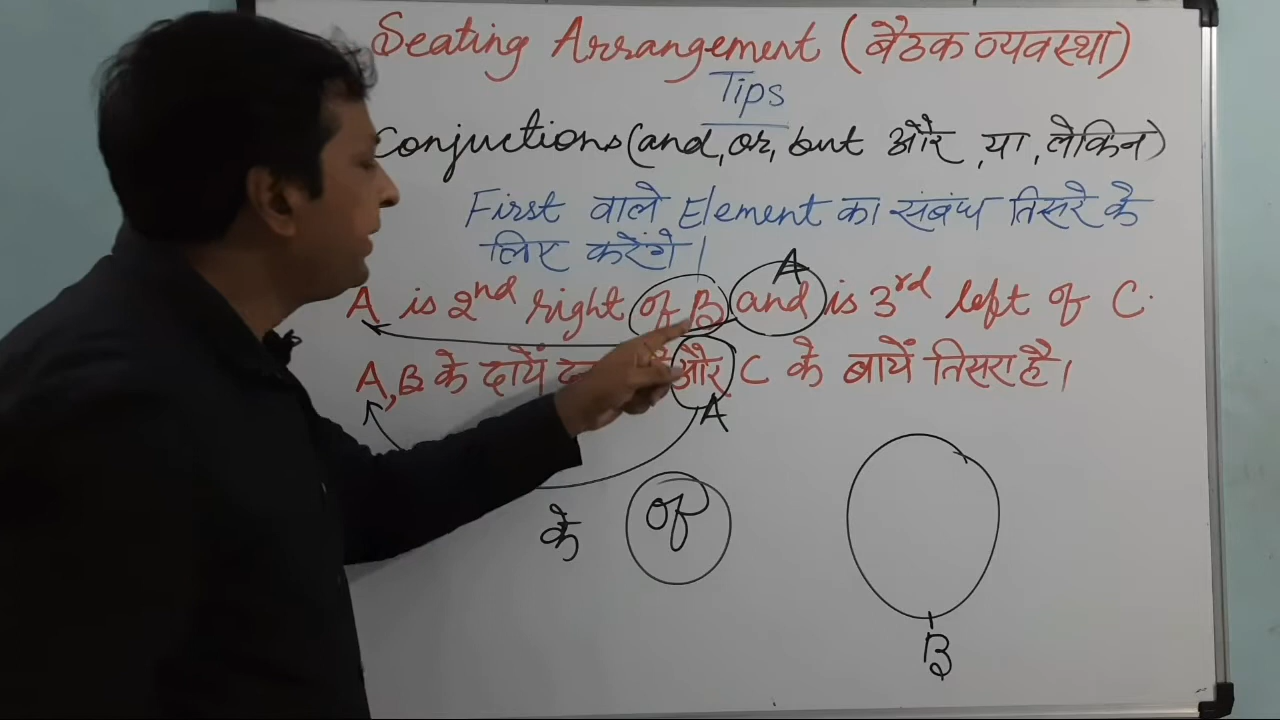 Seating Arrangement (बैठक व्यवस्था)
Tips
Conjuctions (and, or, but और, या, लेकिन)
First वाले Element का संबंध तिसरे के
लिए करेंगे।
A
A is 2nd right of B and is 3rd left of C.
A, B के दायें और C के बायें तिसरा है।
A
के of
B